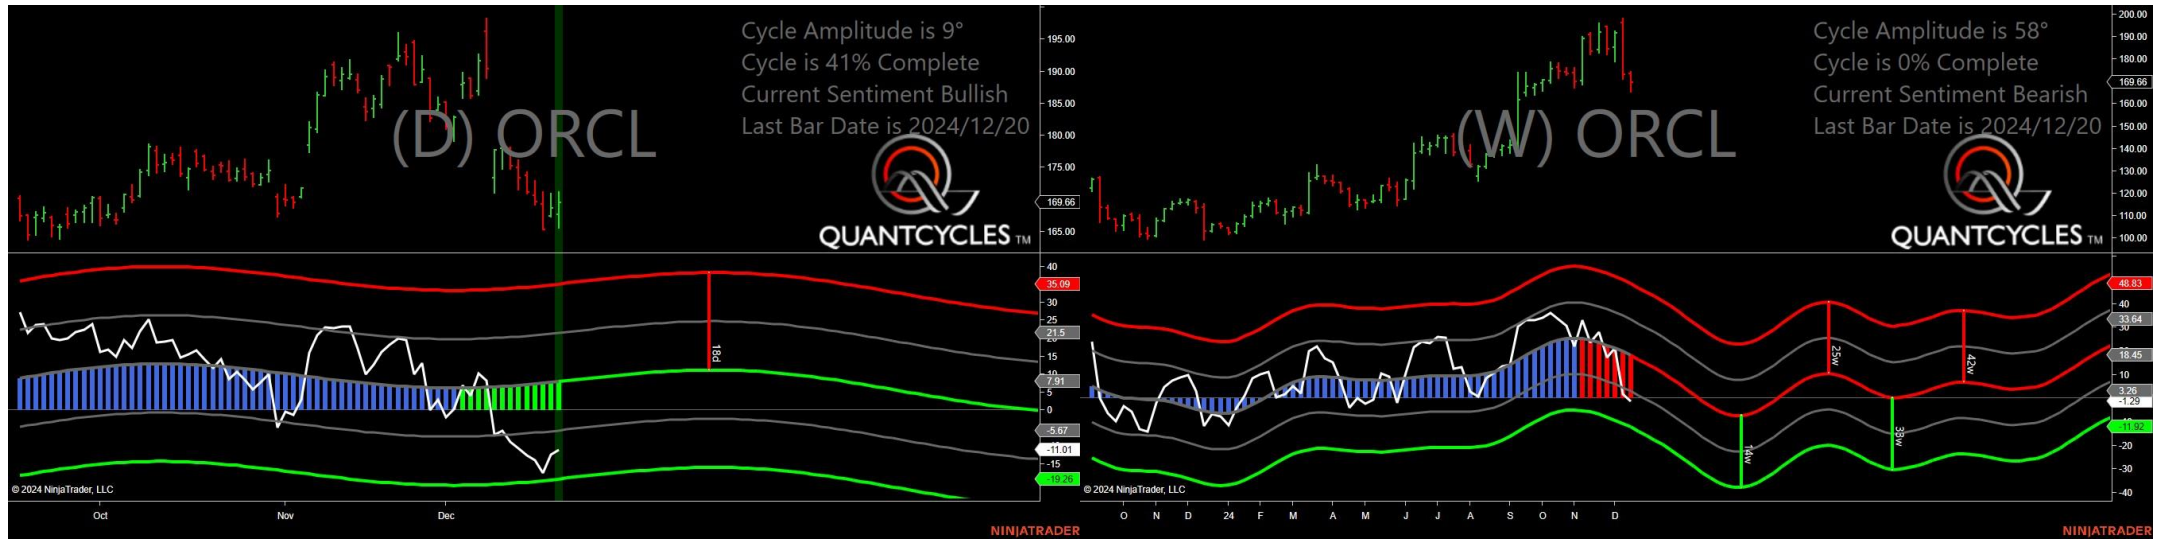 Cycle Amplitude is 9°
Cycle is 41% Complete
Current Sentiment Bullish
Last Bar Date is 2024/12/20
(D) ORCL
QUANTCYCLES TM
195.00
190.00
185.00
180.00
175.00
169.66
165.00
40
35.09
30
25
21.5
15
10
7.91
5
0
-5.67
-11.01
-15
-19.26
18d
© 2024 NinjaTrader, LLC
Oct Nov Dec
NINJATRADER
Cycle Amplitude is 58°
Cycle is 0% Complete
Current Sentiment Bearish
Last Bar Date is 2024/12/20
(W) ORCL
QUANTCYCLES TM
200.00
190.00
180.00
169.66
160.00
150.00
140.00
130.00
120.00
110.00
100.00
48.83
40
33.64
30
18.45
10
3.26
-1.29
-11.92
-20
-30
-40
25w
42w
14w
© 2024 NinjaTrader, LLC
O N D 24 F M A M J J A S O N D
NINJATRADER